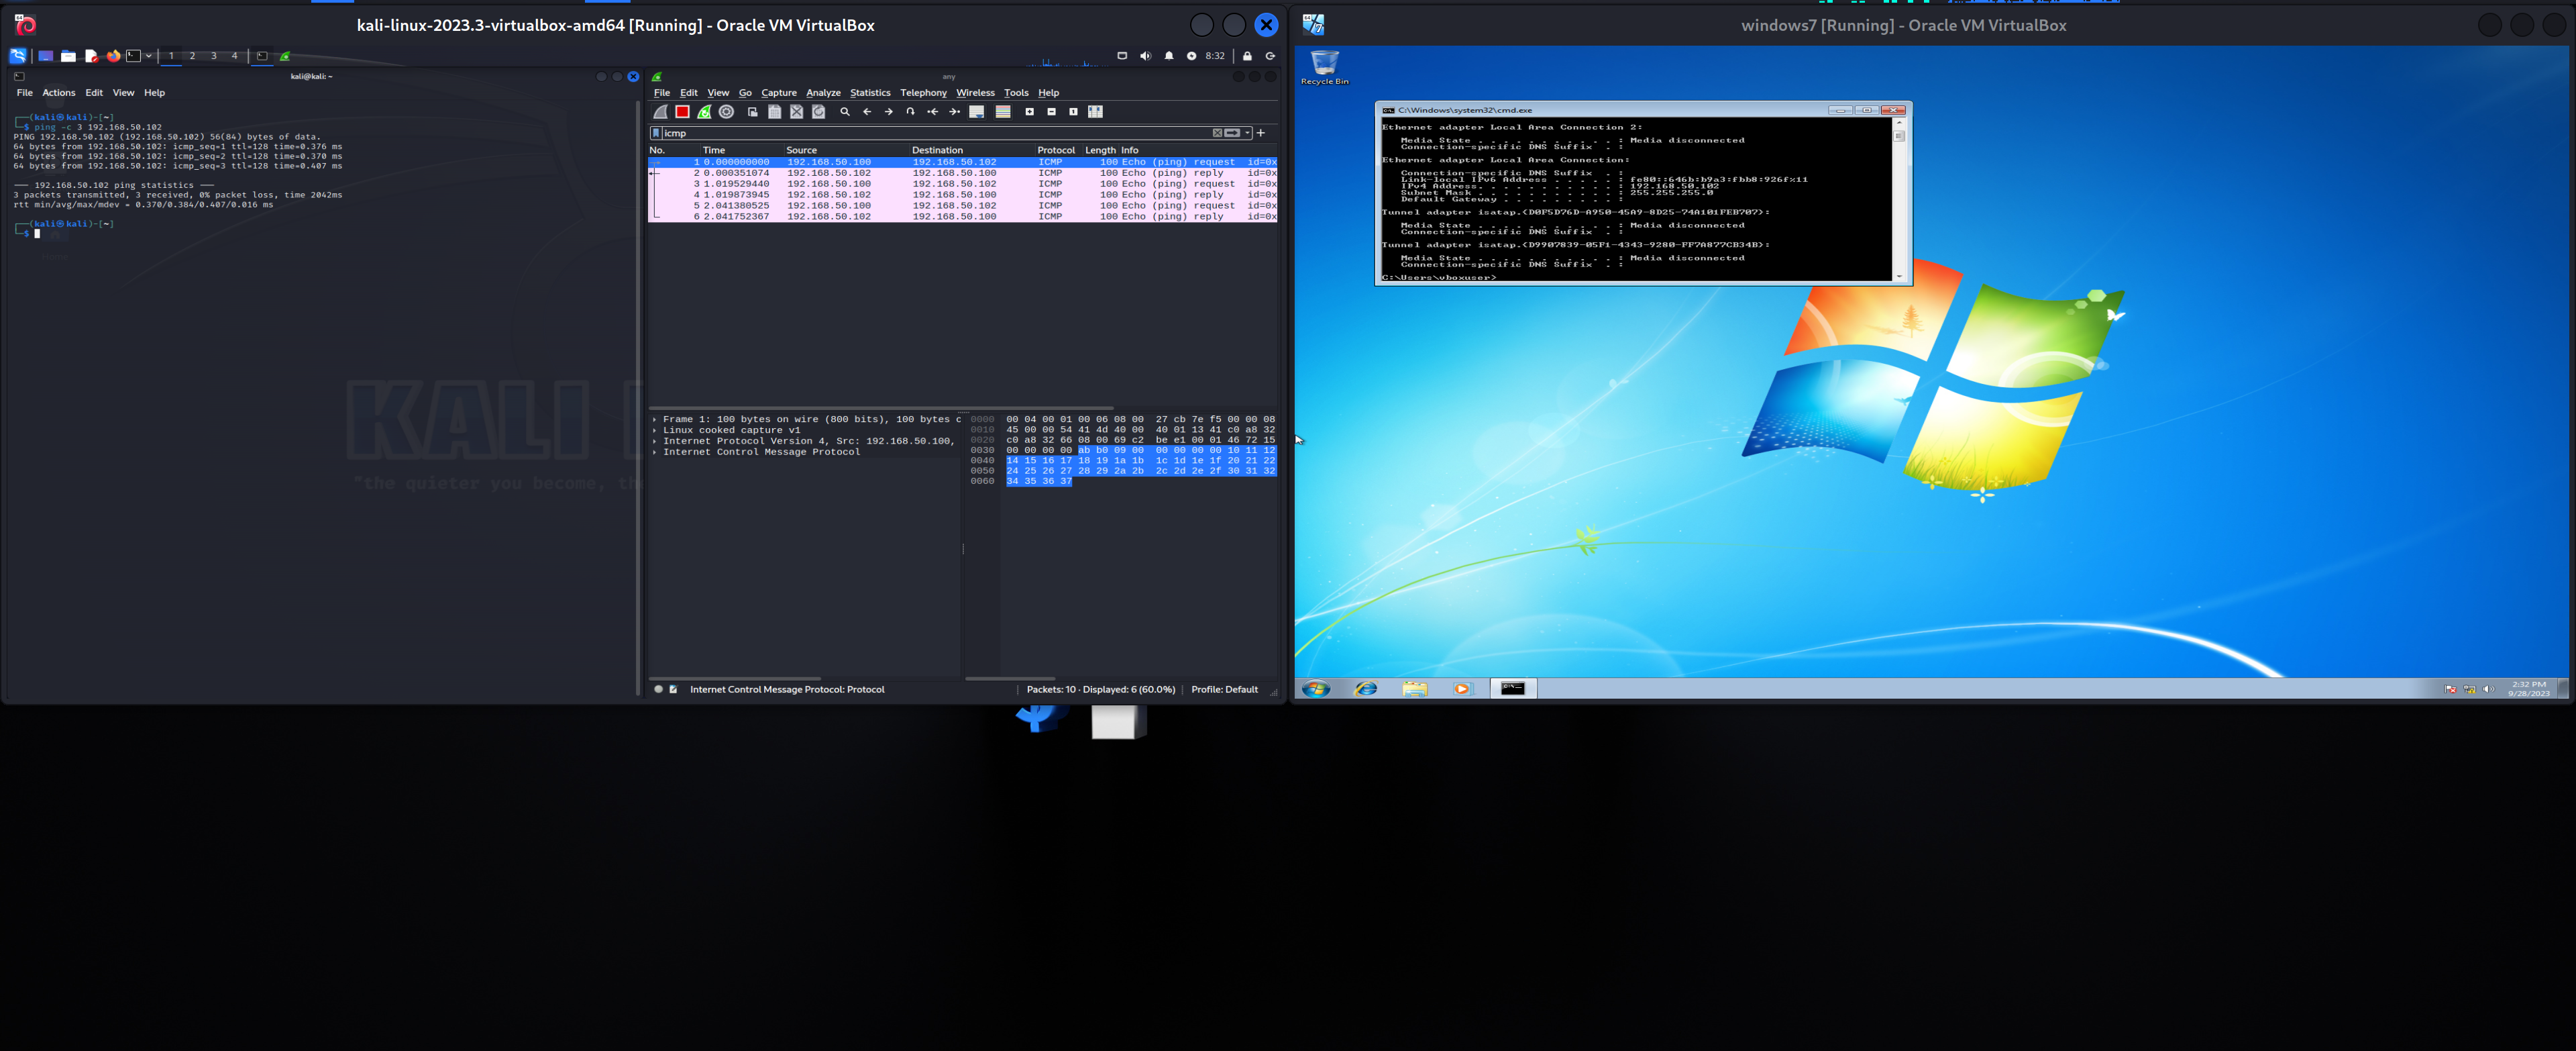 kali-linux-2023.3-virtualbox-amd64 [Running] - Oracle VM VirtualBox
1 2 3 4
8:32
kali@kali: ~
File Actions Edit View Help
┌──(kali㉿kali)-[~]
└─$ ping -c 3 192.168.50.102
PING 192.168.50.102 (192.168.50.102) 56(84) bytes of data.
64 bytes from 192.168.50.102: icmp_seq=1 ttl=128 time=0.376 ms
64 bytes from 192.168.50.102: icmp_seq=2 ttl=128 time=0.370 ms
64 bytes from 192.168.50.102: icmp_seq=3 ttl=128 time=0.407 ms
── 192.168.50.102 ping statistics ──
3 packets transmitted, 3 received, 0% packet loss, time 2042ms
rtt min/avg/max/mdev = 0.370/0.384/0.407/0.016 ms
┌──(kali㉿kali)-[~]
└─$
KALI
"the quieter you become, th
any
File Edit View Go Capture Analyze Statistics Telephony Wireless Tools Help
icmp
No. Time Source Destination Protocol Length Info
1 0.000000000 192.168.50.100 192.168.50.102 ICMP 100 Echo (ping) request id=0x
2 0.000351074 192.168.50.102 192.168.50.100 ICMP 100 Echo (ping) reply id=0x
3 1.019529440 192.168.50.100 192.168.50.102 ICMP 100 Echo (ping) request id=0x
4 1.019873945 192.168.50.102 192.168.50.100 ICMP 100 Echo (ping) reply id=0x
5 2.041380525 192.168.50.100 192.168.50.102 ICMP 100 Echo (ping) request id=0x
6 2.041752367 192.168.50.102 192.168.50.100 ICMP 100 Echo (ping) reply id=0x
Frame 1: 100 bytes on wire (800 bits), 100 bytes c
Linux cooked capture v1
Internet Protocol Version 4, Src: 192.168.50.100,
Internet Control Message Protocol
0000 00 04 00 01 00 06 08 00 27 cb 7e f5 00 00 08
0010 45 00 00 54 41 4d 40 00 40 01 13 41 c0 a8 32
0020 c0 a8 32 66 08 00 69 c2 be e1 00 01 46 72 15
0030 00 00 00 00 ab b0 09 00 00 00 00 00 10 11 12
0040 14 15 16 17 18 19 1a 1b 1c 1d 1e 1f 20 21 22
0050 24 25 26 27 28 29 2a 2b 2c 2d 2e 2f 30 31 32
0060 34 35 36 37
Internet Control Message Protocol: Protocol
Packets: 10 · Displayed: 6 (60.0%)
Profile: Default
windows7 [Running] - Oracle VM VirtualBox
Recycle Bin
C:\Windows\system32\cmd.exe
Ethernet adapter Local Area Connection 2:
Media State . . . . . . . . . . . : Media disconnected
Connection-specific DNS Suffix . :
Ethernet adapter Local Area Connection:
Connection-specific DNS Suffix . :
Link-local IPv6 Address . . . . . : fe80::646b:b9a3:fbb8:926f%11
IPv4 Address. . . . . . . . . . . : 192.168.50.102
Subnet Mask . . . . . . . . . . . : 255.255.255.0
Default Gateway . . . . . . . . . :
Tunnel adapter isatap.{D0F5D76D-A950-45A9-8D25-74A101FEB707}:
Media State . . . . . . . . . . . : Media disconnected
Connection-specific DNS Suffix . :
Tunnel adapter isatap.{D9907839-05F1-4343-9280-FF7A877CB34B}:
Media State . . . . . . . . . . . : Media disconnected
Connection-specific DNS Suffix . :
C:\Users\vboxuser>
2:32 PM
9/28/2023